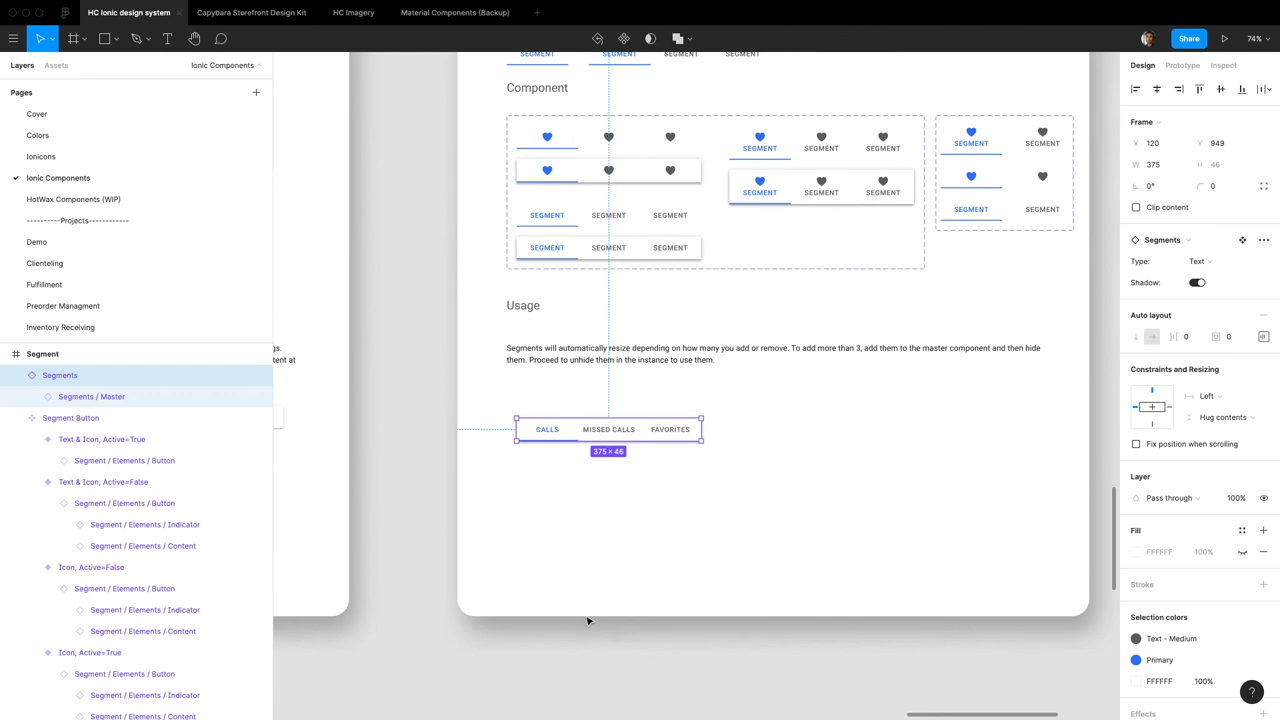 HC Ionic design system
Capybara Storefront Design Kit
HC Imagery
Material Components (Backup)
Share
74%
Layers
Assets
Ionic Components
Pages
Cover
Colors
Ionicons
Ionic Components
HotWax Components (WIP)
----------Projects------------
Demo
Clienteling
Fulfillment
Preorder Managment
Inventory Receiving
Segment
Segments
Segments / Master
Segment Button
Text & Icon, Active=True
Segment / Elements / Button
Text & Icon, Active=False
Segment / Elements / Button
Segment / Elements / Indicator
Segment / Elements / Content
Icon, Active=False
Segment / Elements / Button
Segment / Elements / Indicator
Segment / Elements / Content
Icon, Active=True
Segment / Elements / Button
Segment / Elements / Indicator
Segment / Elements / Content
gs.
tent at
SEGMENT SEGMENT SEGMENT SEGMENT
Component
SEGMENT SEGMENT SEGMENT
SEGMENT SEGMENT SEGMENT
SEGMENT SEGMENT SEGMENT
SEGMENT SEGMENT SEGMENT
SEGMENT SEGMENT
SEGMENT SEGMENT
Usage
Segments will automatically resize depending on how many you add or remove. To add more than 3, add them to the master component and then hide
them. Proceed to unhide them in the instance to use them.
CALLS MISSED CALLS FAVORITES
375 × 46
Design Prototype Inspect
Frame
X 120 Y 949
W 375 H 46
0° 0
Clip content
Segments
Type: Text
Shadow:
Auto layout
0 0
Constraints and Resizing
Left
Hug contents
Fix position when scrolling
Layer
Pass through 100%
Fill
FFFFFF 100%
Stroke
Selection colors
Text - Medium
Primary
FFFFFF 100%
Effects
?